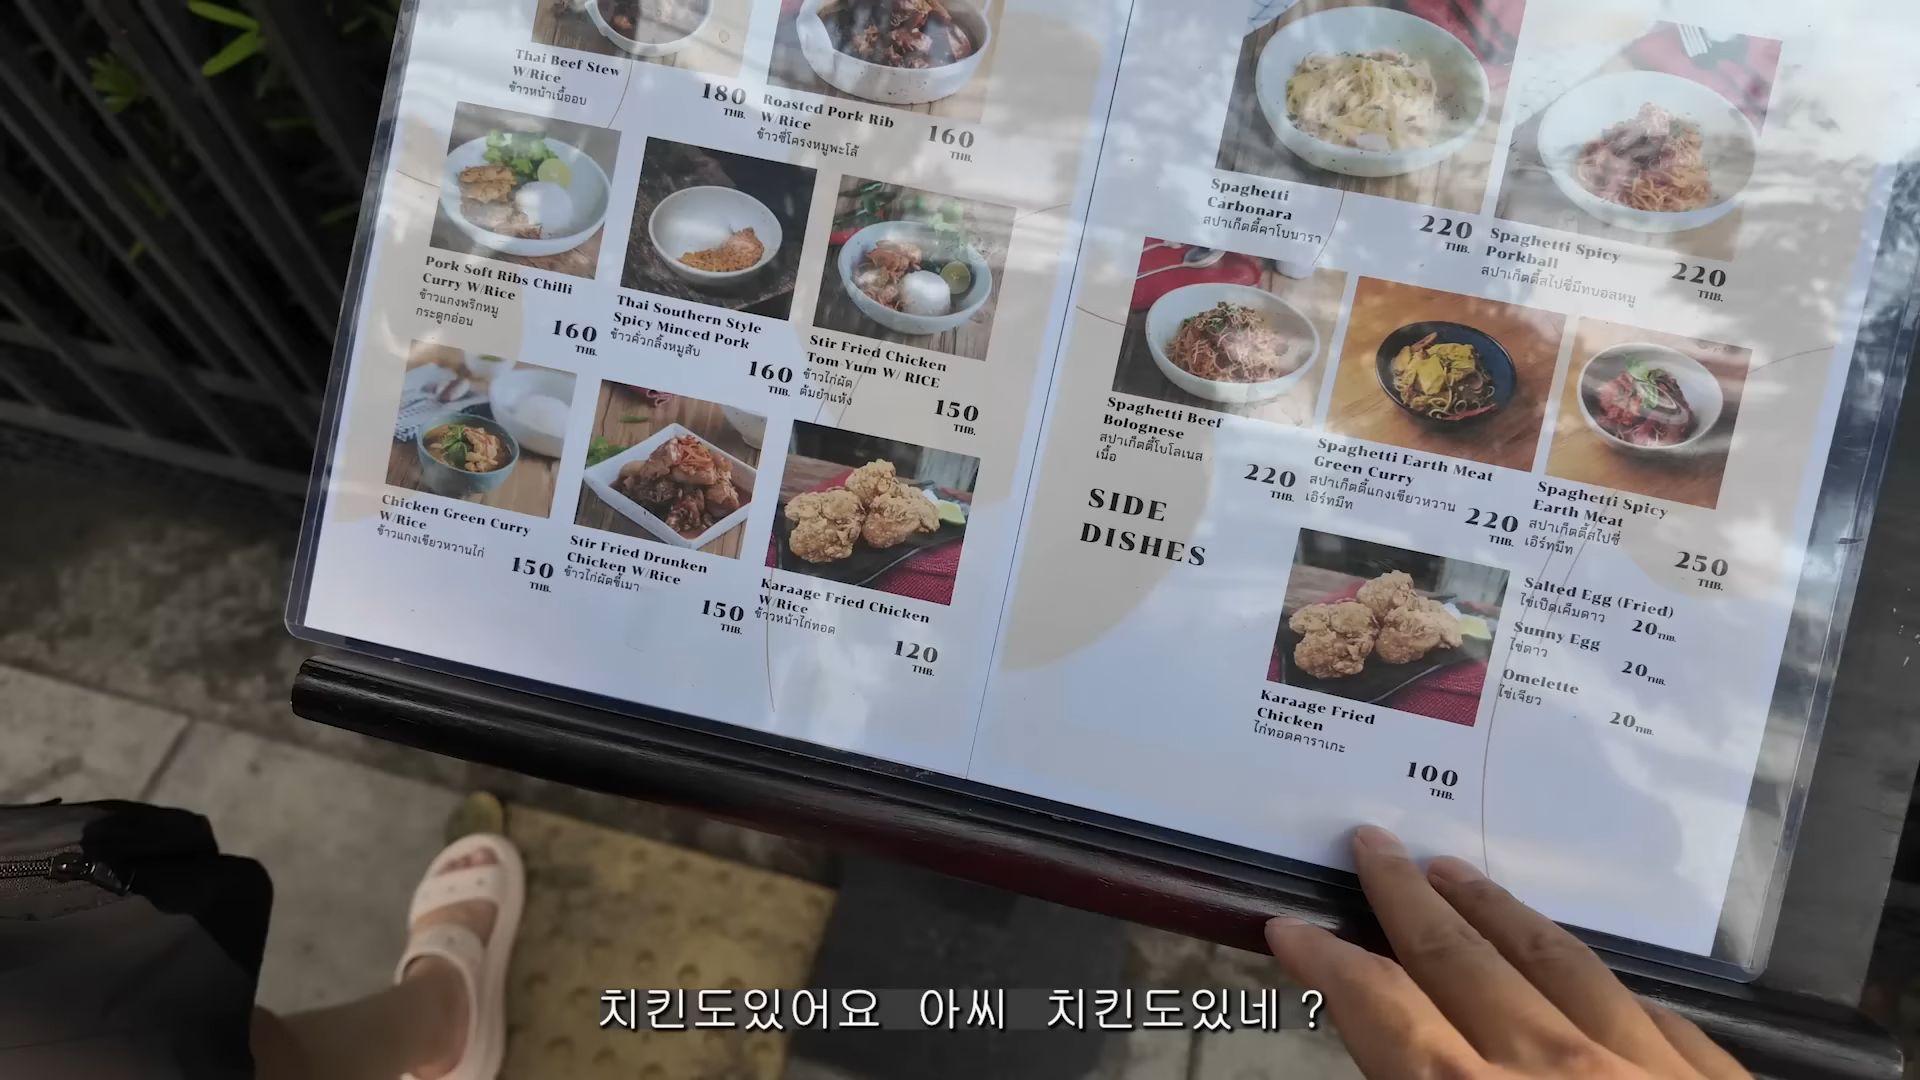 Thai Beef Stew
W/Rice
ข้าวหน้าเนื้ออบ
180
THB.
Roasted Pork Rib
W/Rice
ข้าวซี่โครงหมูพะโล้
160
THB.
Pork Soft Ribs Chilli
Curry W/Rice
ข้าวแกงพริกหมู
กระดูกอ่อน
160
THB.
Thai Southern Style
Spicy Minced Pork
ข้าวคั่วกลิ้งหมูสับ
160
THB.
Stir Fried Chicken
Tom Yum W/ RICE
ข้าวไก่ผัด
ต้มยำแห้ง
150
THB.
Chicken Green Curry
W/Rice
ข้าวแกงเขียวหวานไก่
150
THB.
Stir Fried Drunken
Chicken W/Rice
ข้าวไก่ผัดขี้เมา
150
THB.
Karaage Fried Chicken
W/Rice
ข้าวหน้าไก่ทอด
120
THB.
Spaghetti
Carbonara
สปาเก็ตตี้คาโบนารา
220
THB.
Spaghetti Spicy
Porkball
สปาเก็ตตี้สไปซี่มีทบอลหมู
220
THB.
Spaghetti Beef
Bolognese
สปาเก็ตตี้โบโลเนส
เนื้อ
220
THB.
Spaghetti Earth Meat
Green Curry
สปาเก็ตตี้แกงเขียวหวาน
เอิร์ทมีท
220
THB.
Spaghetti Spicy
Earth Meat
สปาเก็ตตี้สไปซี่
เอิร์ทมีท
250
THB.
SIDE
DISHES
Karaage Fried
Chicken
ไก่ทอดคาราเกะ
100
THB.
Salted Egg (Fried)
ไข่เป็ดเค็มดาว
20THB.
Sunny Egg
ไข่ดาว
20THB.
Omelette
ไข่เจียว
20THB.
치킨도있어요 아씨 치킨도있네 ?